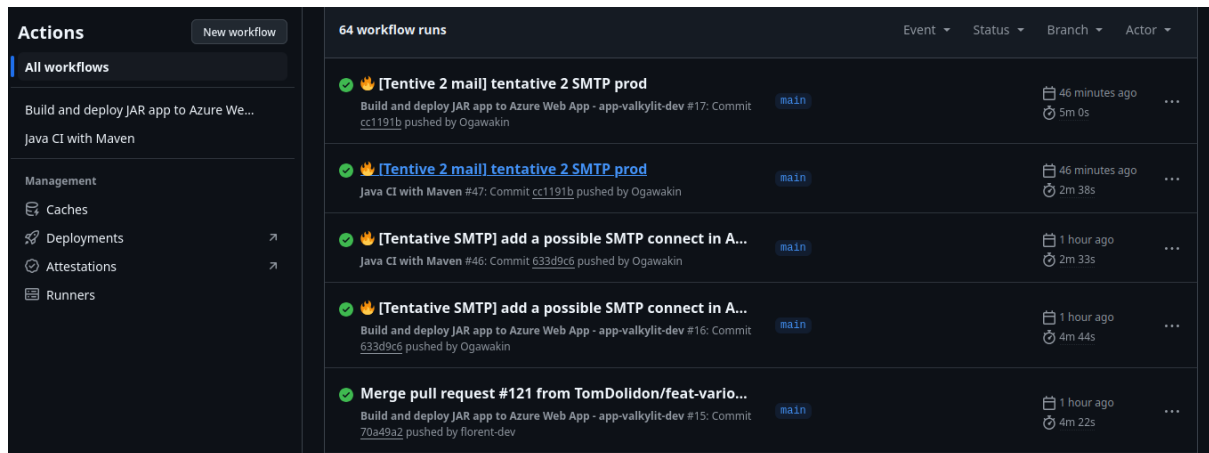 Actions
New workflow
All workflows
Build and deploy JAR app to Azure We...
Java CI with Maven
Management
Caches
Deployments
Attestations
Runners
64 workflow runs
Event
Status
Branch
Actor
🔥 [Tentive 2 mail] tentative 2 SMTP prod
Build and deploy JAR app to Azure Web App - app-valkylit-dev #17: Commit
cc1191b pushed by Ogawakin
main
46 minutes ago
5m 0s
🔥 [Tentive 2 mail] tentative 2 SMTP prod
Java CI with Maven #47: Commit cc1191b pushed by Ogawakin
main
46 minutes ago
2m 38s
🔥 [Tentative SMTP] add a possible SMTP connect in A...
Java CI with Maven #46: Commit 633d9c6 pushed by Ogawakin
main
1 hour ago
2m 33s
🔥 [Tentative SMTP] add a possible SMTP connect in A...
Build and deploy JAR app to Azure Web App - app-valkylit-dev #16: Commit
633d9c6 pushed by Ogawakin
main
1 hour ago
4m 44s
Merge pull request #121 from TomDolidon/feat-vario...
Build and deploy JAR app to Azure Web App - app-valkylit-dev #15: Commit
70a49a2 pushed by florent-dev
main
1 hour ago
4m 22s